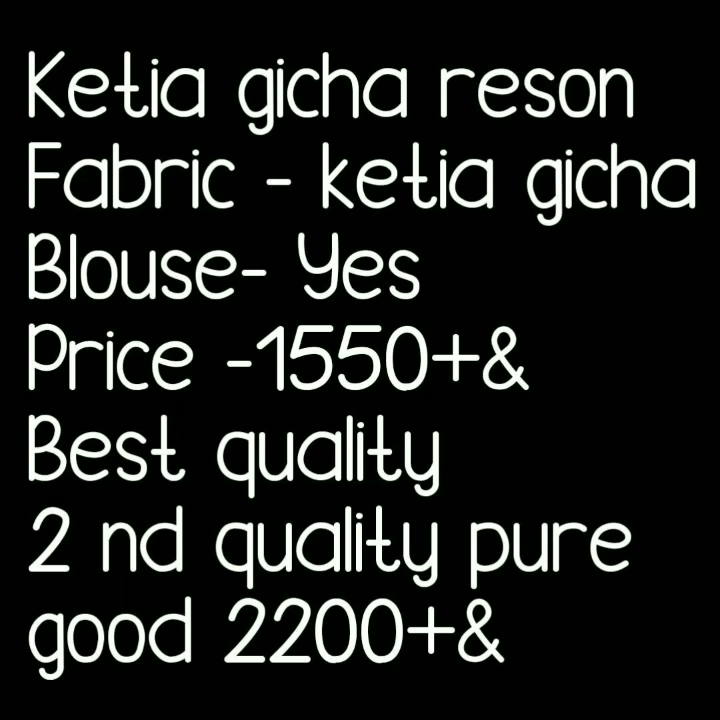 Ketia gicha reson
Fabric - ketia gicha
Blouse- Yes
Price -1550+&
Best quality
2 nd quality pure
good 2200+&